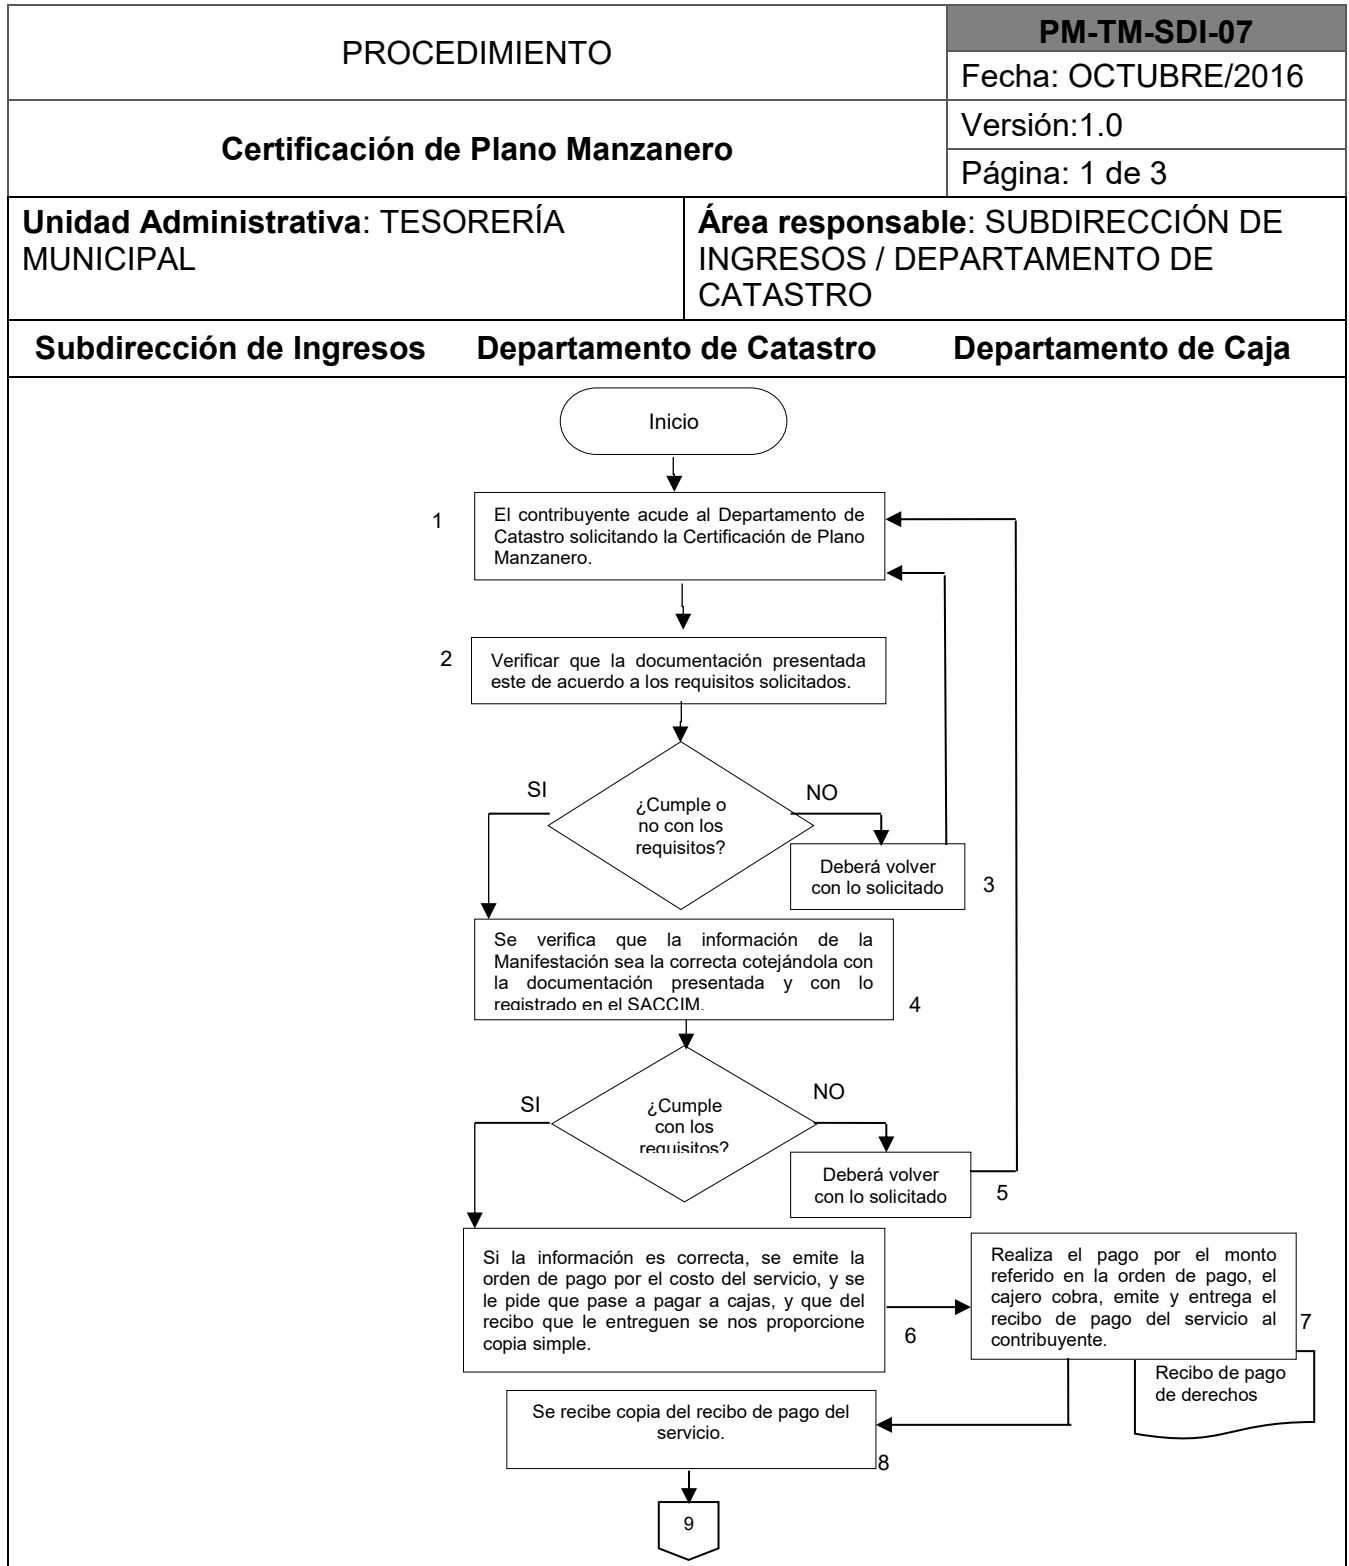 PROCEDIMIENTO
PM-TM-SDI-07
Fecha: OCTUBRE/2016
Certificación de Plano Manzanero
Versión:1.0
Página: 1 de 3
Unidad Administrativa: TESORERÍA
MUNICIPAL
Área responsable: SUBDIRECCIÓN DE
INGRESOS / DEPARTAMENTO DE
CATASTRO
Subdirección de Ingresos
Departamento de Catastro
Departamento de Caja
Inicio
1
El contribuyente acude al Departamento de
Catastro solicitando la Certificación de Plano
Manzanero.
2
Verificar que la documentación presentada
este de acuerdo a los requisitos solicitados.
SI
¿Cumple o
no con los
requisitos?
NO
Deberá volver
con lo solicitado
3
Se verifica que la información de la
Manifestación sea la correcta cotejándola con
la documentación presentada y con lo
registrado en el SACCIM.
4
SI
¿Cumple
con los
requisitos?
NO
Deberá volver
con lo solicitado
5
Si la información es correcta, se emite la
orden de pago por el costo del servicio, y se
le pide que pase a pagar a cajas, y que del
recibo que le entreguen se nos proporcione
copia simple.
6
Realiza el pago por el monto
referido en la orden de pago, el
cajero cobra, emite y entrega el
recibo de pago del servicio al
contribuyente.
7
Recibo de pago
de derechos
Se recibe copia del recibo de pago del
servicio.
8
9